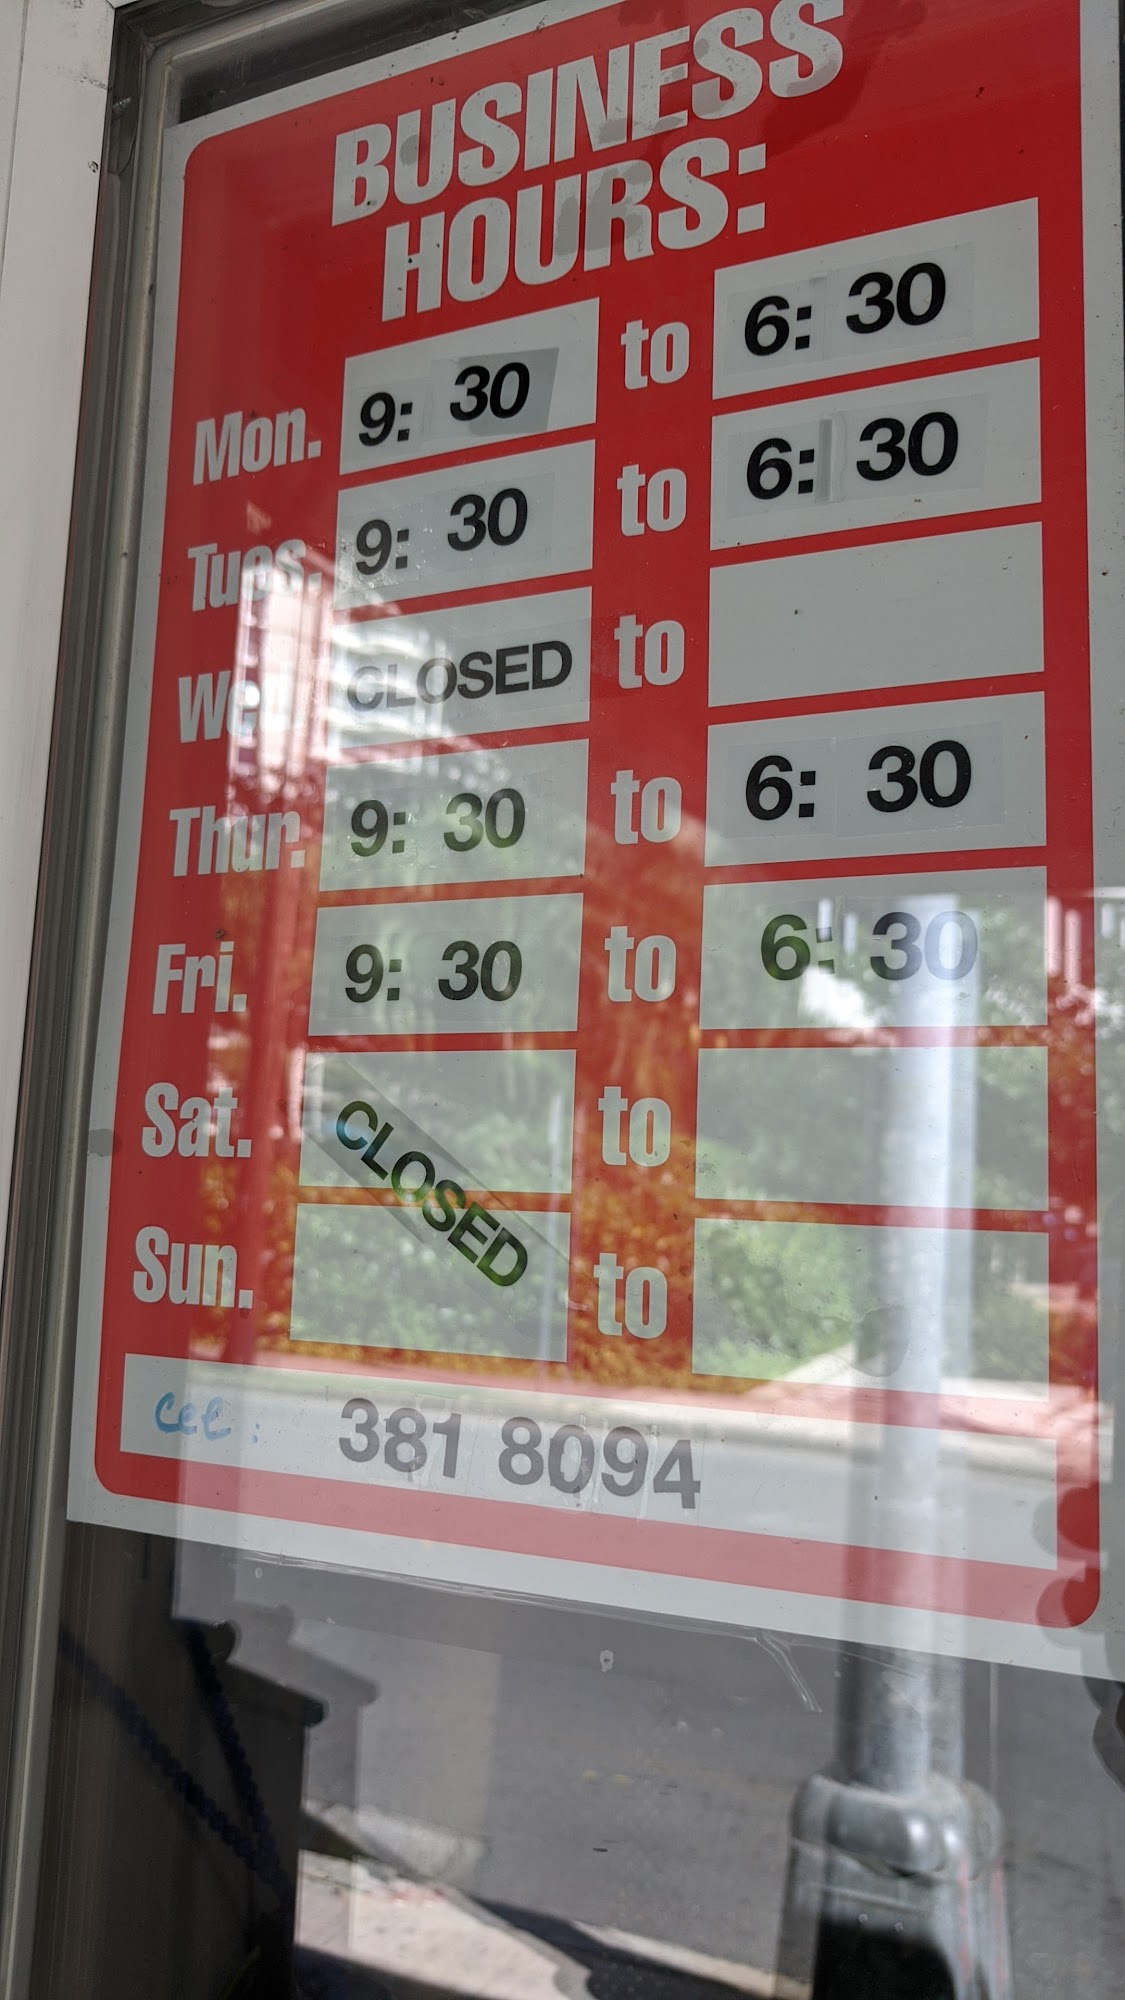 BUSINESS
HOURS:
Mon. 9: 30 to 6: 30
Tues. 9: 30 to 6: 30
We CLOSED to
Thur. 9: 30 to 6: 30
Fri. 9: 30 to 6: 30
Sat. CLOSED to
Sun. to
381 8094